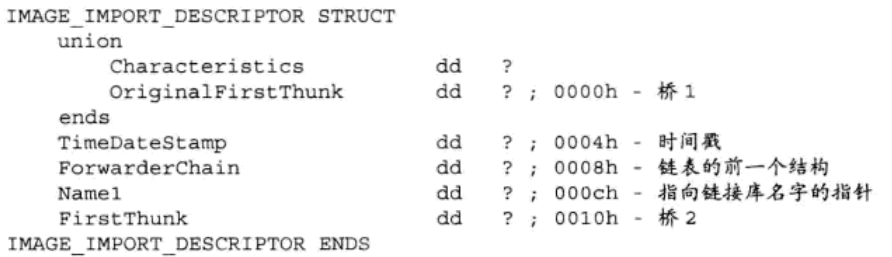 IMAGE_IMPORT_DESCRIPTOR STRUCT
union
Characteristics dd ?
OriginalFirstThunk dd ? ; 0000h - 桥1
ends
TimeDateStamp dd ? ; 0004h - 时间戳
ForwarderChain dd ? ; 0008h - 链表的前一个结构
Name1 dd ? ; 000ch - 指向链接库名字的指针
FirstThunk dd ? ; 0010h - 桥2
IMAGE_IMPORT_DESCRIPTOR ENDS